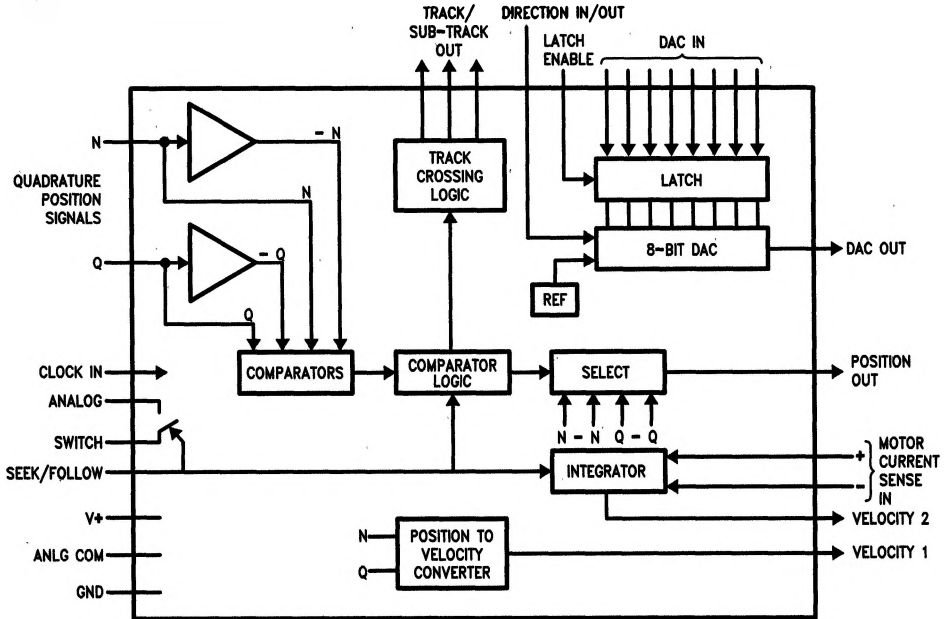 TRACK/
SUB-TRACK
OUT
DIRECTION IN/OUT
LATCH
ENABLE
DAC IN
N
- N
N
QUADRATURE
POSITION
SIGNALS
TRACK
CROSSING
LOGIC
LATCH
8-BIT DAC
DAC OUT
REF
Q
- Q
Q
CLOCK IN
COMPARATORS
COMPARATOR
LOGIC
SELECT
POSITION
OUT
ANALOG
SWITCH
N - N Q - Q
SEEK/FOLLOW
INTEGRATOR
+
-
MOTOR
CURRENT
SENSE
IN
V+
VELOCITY 2
ANLG COM
N
Q
POSITION TO
VELOCITY
CONVERTER
VELOCITY 1
GND